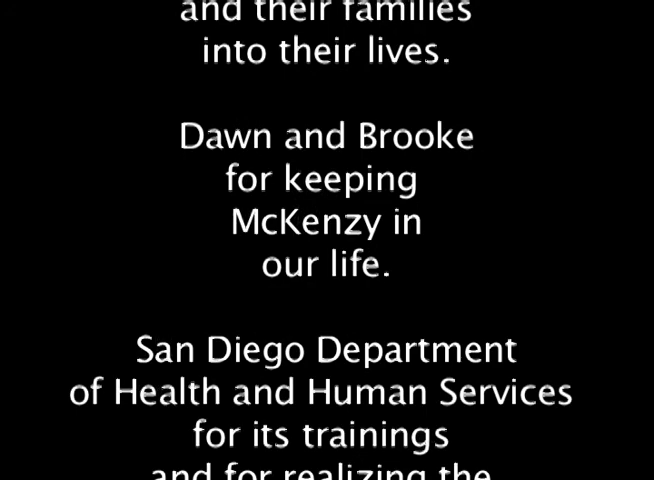 and their families
into their lives.
Dawn and Brooke
for keeping
McKenzy in
our life.
San Diego Department
of Health and Human Services
for its trainings
and for realizing the